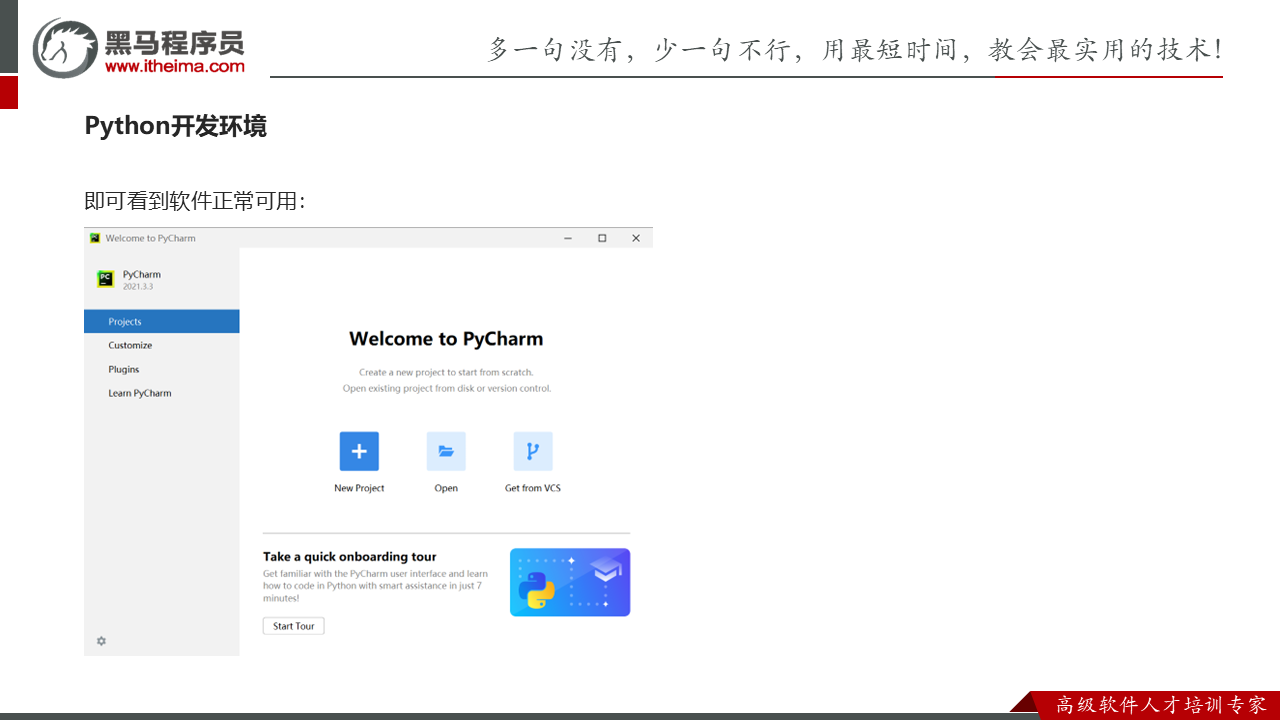 黑马程序员
www.itheima.com
多一句没有，少一句不行，用最短时间，教会最实用的技术！
Python开发环境
即可看到软件正常可用：
Welcome to PyCharm
PC
PyCharm
2021.3.3
Projects
Customize
Plugins
Learn PyCharm
Welcome to PyCharm
Create a new project to start from scratch.
Open existing project from disk or version control.
New Project
Open
Get from VCS
Take a quick onboarding tour
Get familiar with the PyCharm user interface and learn
how to code in Python with smart assistance in just 7
minutes!
Start Tour
高级软件人才培训专家